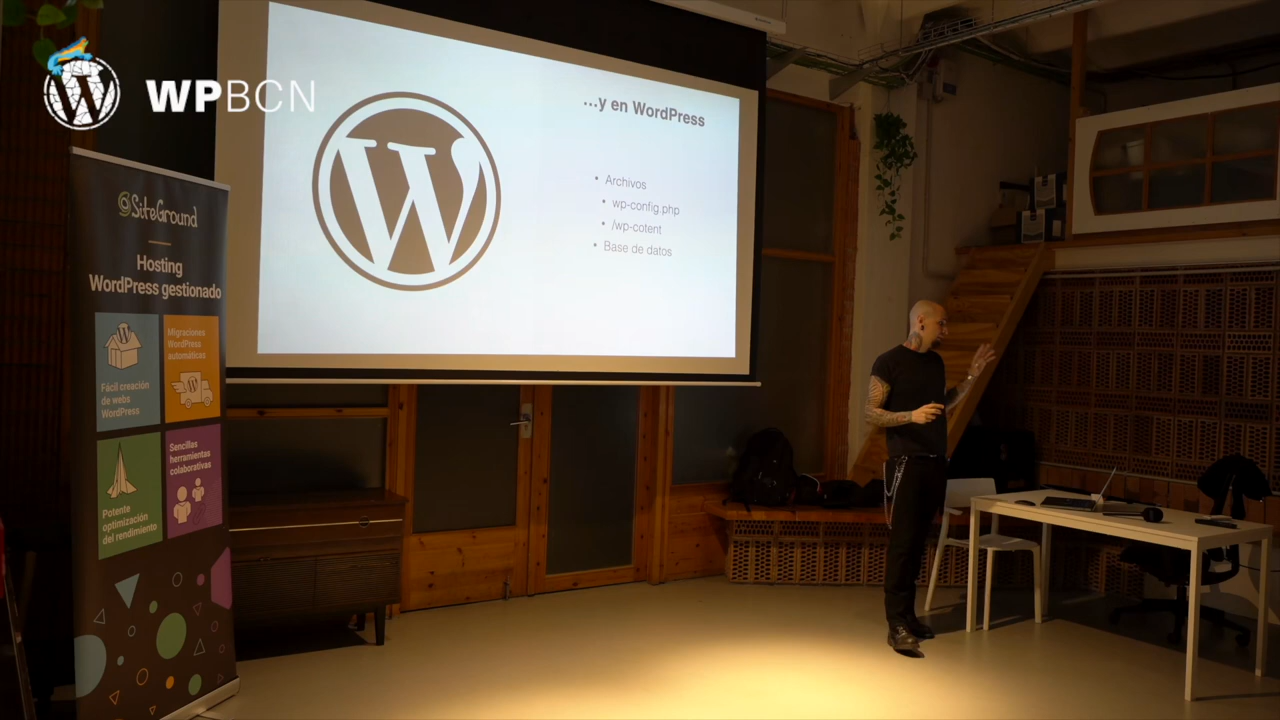 WPBCN
SiteGround
Hosting
WordPress gestionado
Fácil creación
de webs
WordPress
Migraciones
WordPress
automáticas
Potente
optimización
del rendimiento
Sencillas
herramientas
colaborativas
...y en WordPress
• Archivos
• wp-config.php
• /wp-cotent
• Base de datos